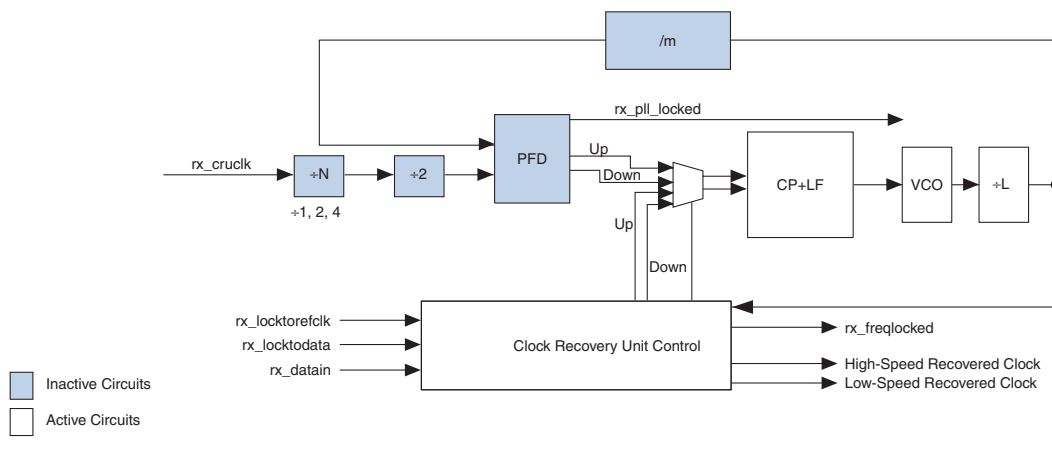 /m
rx_pll_locked
rx_cruclk
÷N
÷1, 2, 4
÷2
PFD
Up
Down
CP+LF
VCO
÷L
Up
Down
rx_locktorefclk
rx_locktodata
rx_datain
Clock Recovery Unit Control
rx_freqlocked
High-Speed Recovered Clock
Low-Speed Recovered Clock
Inactive Circuits
Active Circuits